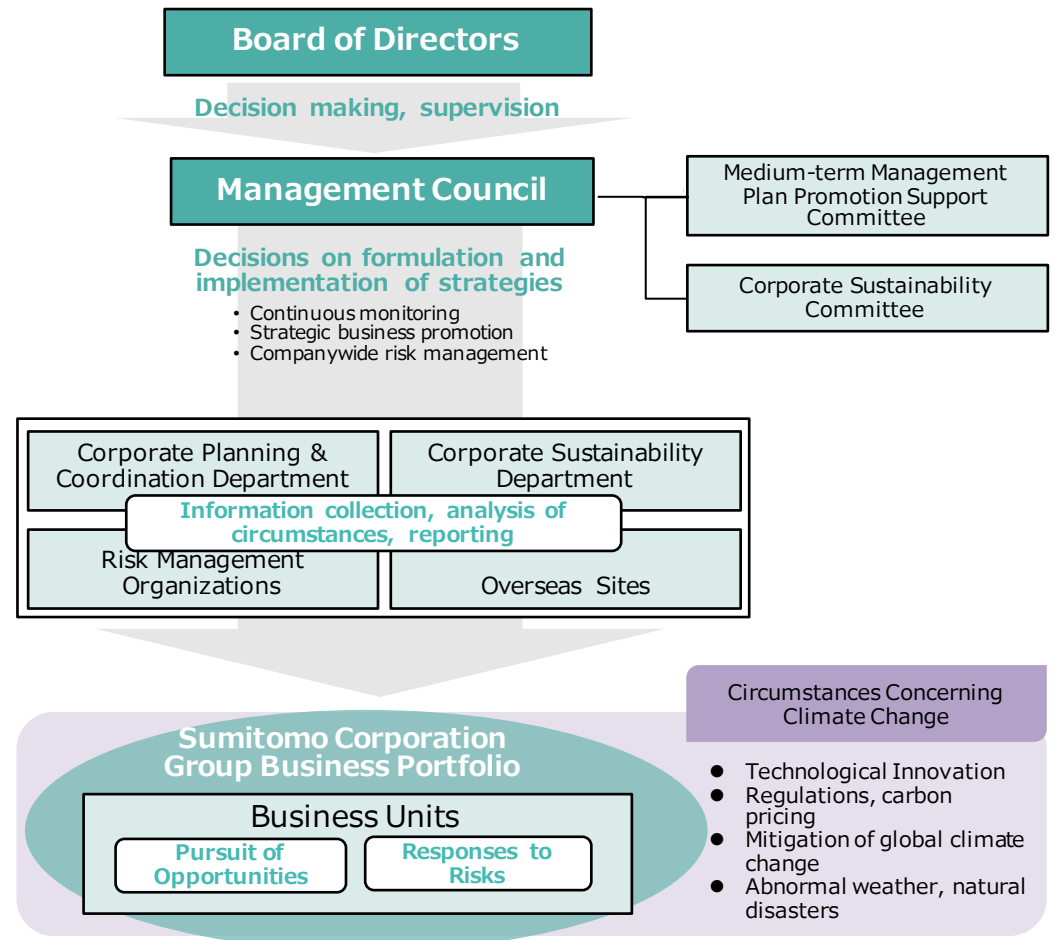 Board of Directors
Decision making, supervision
Management Council
Medium-term Management
Plan Promotion Support
Committee
Decisions on formulation and
implementation of strategies
• Continuous monitoring
• Strategic business promotion
• Companywide risk management
Corporate Sustainability
Committee
Corporate Planning &
Coordination Department
Corporate Sustainability
Department
Information collection, analysis of
circumstances, reporting
Risk Management
Organizations
Overseas Sites
Sumitomo Corporation
Group Business Portfolio
Business Units
Pursuit of
Opportunities
Responses to
Risks
Circumstances Concerning
Climate Change
● Technological Innovation
● Regulations, carbon
pricing
● Mitigation of global climate
change
● Abnormal weather, natural
disasters